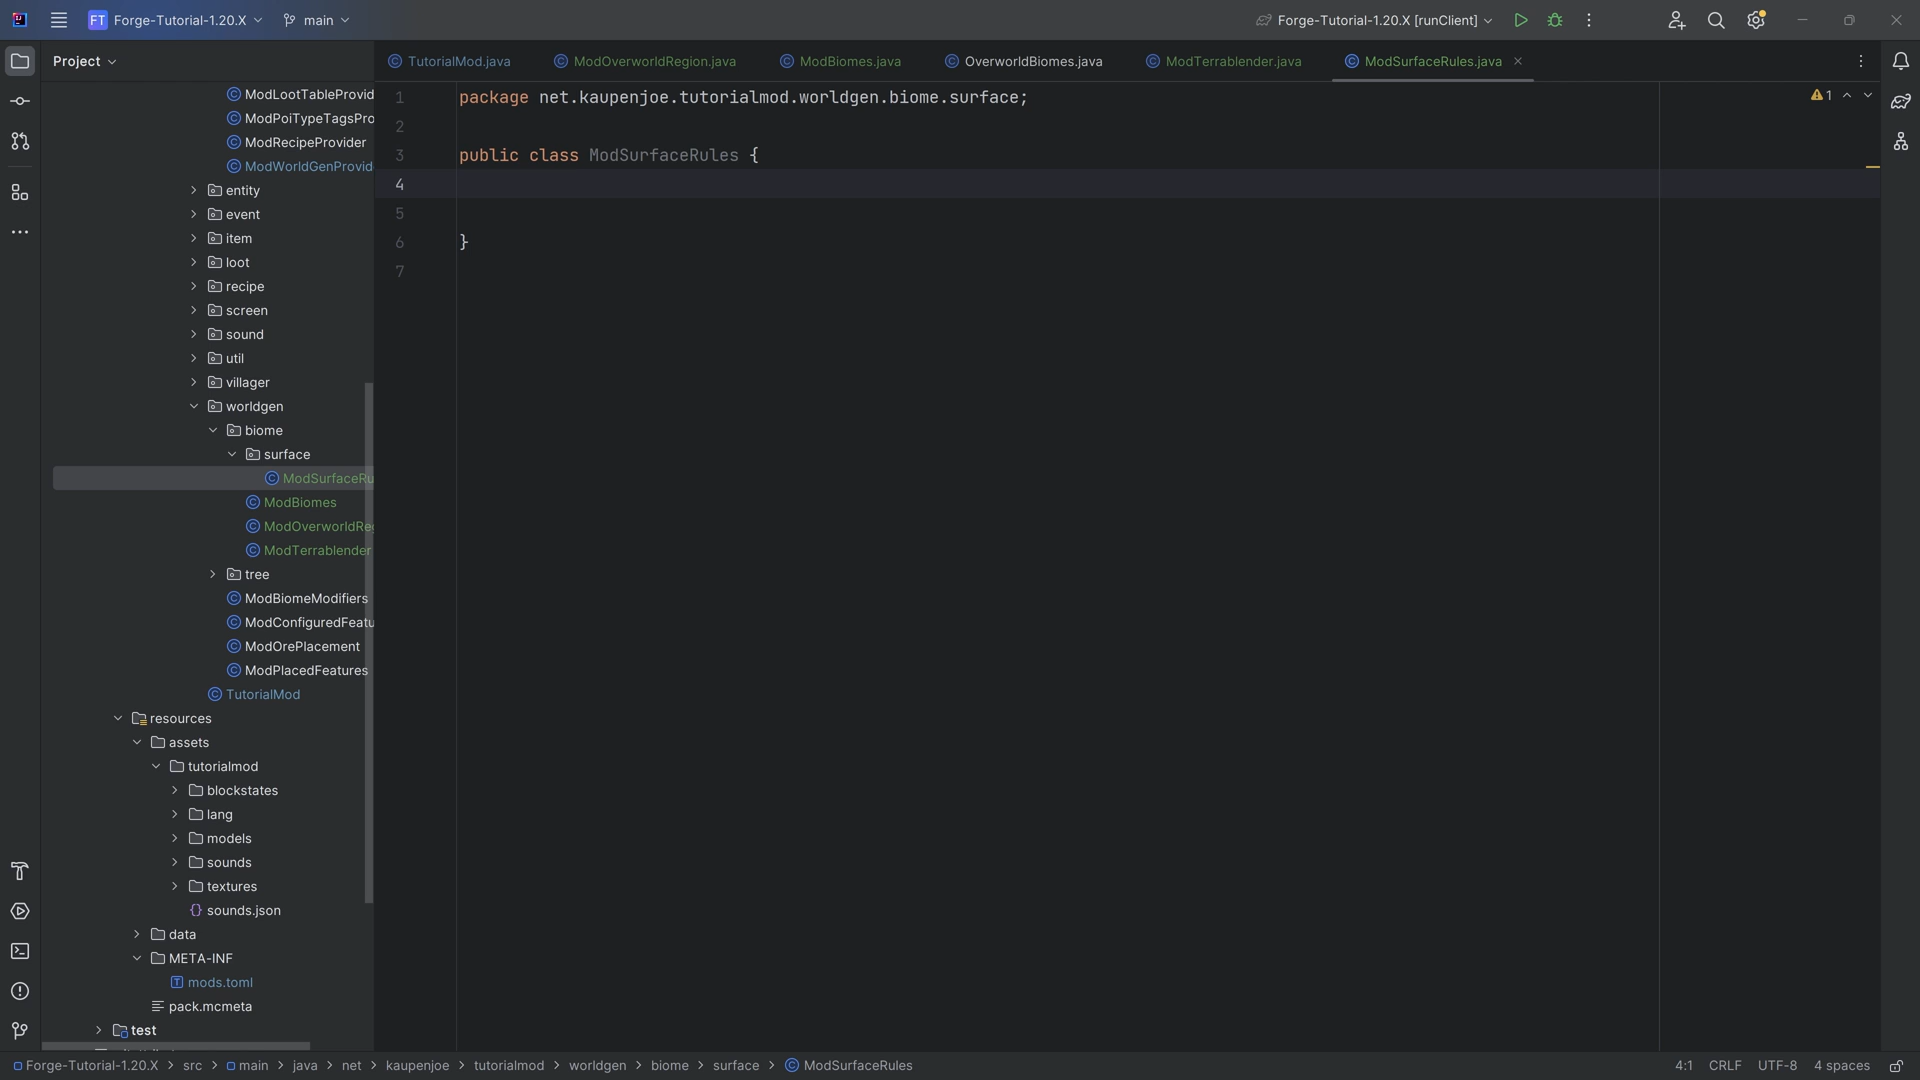 FT Forge-Tutorial-1.20.X main Forge-Tutorial-1.20.X [runClient]
Project
TutorialMod.java ModOverworldRegion.java ModBiomes.java OverworldBiomes.java ModTerrablender.java ModSurfaceRules.java
ModLootTableProvid
ModPoiTypeTagsPro
ModRecipeProvider
ModWorldGenProvid
entity
event
item
loot
recipe
screen
sound
util
villager
worldgen
biome
surface
ModSurfaceRu
ModBiomes
ModOverworldReg
ModTerrablender
tree
ModBiomeModifiers
ModConfiguredFeatu
ModOrePlacement
ModPlacedFeatures
TutorialMod
resources
assets
tutorialmod
blockstates
lang
models
sounds
textures
sounds.json
data
META-INF
mods.toml
pack.mcmeta
test
1 package net.kaupenjoe.tutorialmod.worldgen.biome.surface;
2
3 public class ModSurfaceRules {
4
5
6 }
7
1
Forge-Tutorial-1.20.X > src > main > java > net > kaupenjoe > tutorialmod > worldgen > biome > surface > ModSurfaceRules 4:1 CRLF UTF-8 4 spaces